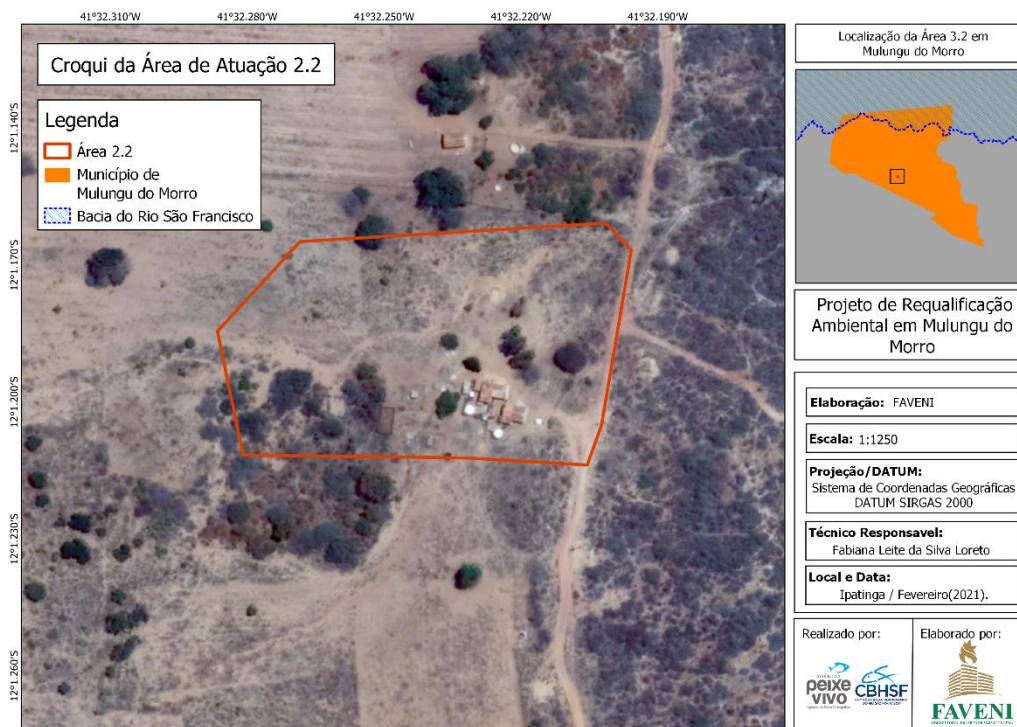 41°32.310'W 41°32.280'W 41°32.250'W 41°32.220'W 41°32.190'W
12°1.140'S
12°1.170'S
12°1.200'S
12°1.230'S
12°1.260'S
Croqui da Área de Atuação 2.2
Legenda
Área 2.2
Município de
Mulungu do Morro
Bacia do Rio São Francisco
Localização da Área 3.2 em
Mulungu do Morro
Projeto de Requalificação
Ambiental em Mulungu do
Morro
Elaboração: FAVENI
Escala: 1:1250
Projeção/DATUM:
Sistema de Coordenadas Geográficas
DATUM SIRGAS 2000
Técnico Responsavel:
Fabiana Leite da Silva Loreto
Local e Data:
Ipatinga / Fevereiro(2021).
Realizado por:
peixe
vivo
CBHSF
Elaborado por:
FAVENI